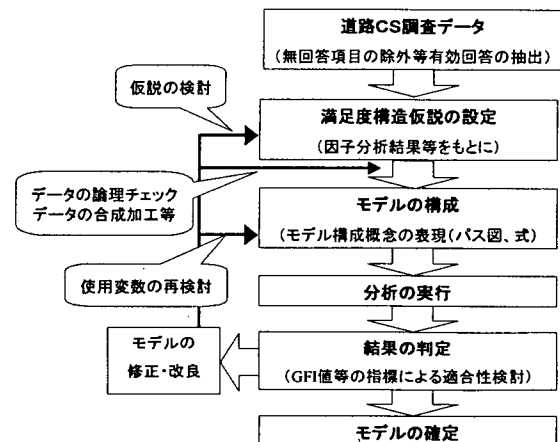 道路CS調査データ
(無回答項目の除外等有効回答の抽出)
仮説の検討
満足度構造仮説の設定
(因子分析結果等をもとに)
データの論理チェック
データの合成加工等
モデルの構成
(モデル構成概念の表現(パス図、式)
使用変数の再検討
分析の実行
モデルの
修正・改良
結果の判定
(GFI値等の指標による適合性検討)
モデルの確定